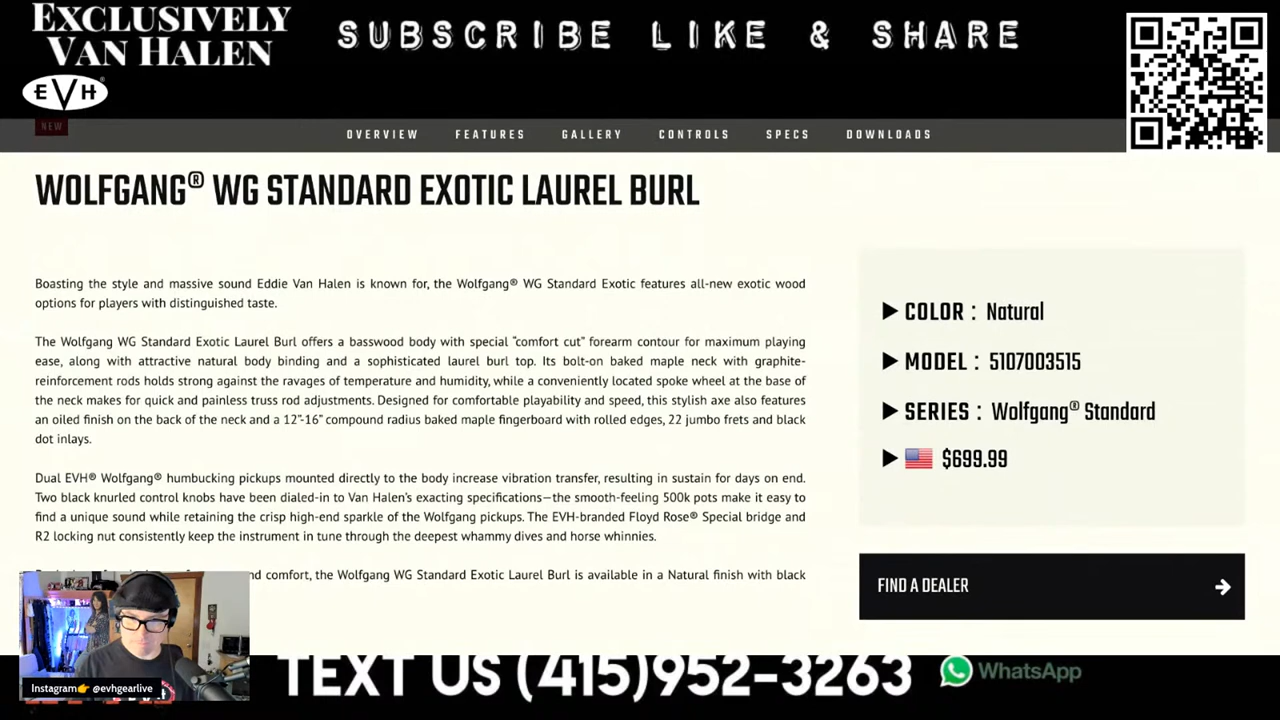 EXCLUSIVELY
VAN HALEN
SUBSCRIBE LIKE & SHARE
EVH®
NEW
OVERVIEW FEATURES GALLERY CONTROLS SPECS DOWNLOADS
WOLFGANG® WG STANDARD EXOTIC LAUREL BURL
Boasting the style and massive sound Eddie Van Halen is known for, the Wolfgang® WG Standard Exotic features all-new exotic wood
options for players with distinguished taste.
The Wolfgang WG Standard Exotic Laurel Burl offers a basswood body with special “comfort cut” forearm contour for maximum playing
ease, along with attractive natural body binding and a sophisticated laurel burl top. Its bolt-on baked maple neck with graphite-
reinforcement rods holds strong against the ravages of temperature and humidity, while a conveniently located spoke wheel at the base of
the neck makes for quick and painless truss rod adjustments. Designed for comfortable playability and speed, this stylish axe also features
an oiled finish on the back of the neck and a 12”-16” compound radius baked maple fingerboard with rolled edges, 22 jumbo frets and black
dot inlays.
Dual EVH® Wolfgang® humbucking pickups mounted directly to the body increase vibration transfer, resulting in sustain for days on end.
Two black knurled control knobs have been dialed-in to Van Halen’s exacting specifications—the smooth-feeling 500k pots make it easy to
find a unique sound while retaining the crisp high-end sparkle of the Wolfgang pickups. The EVH-branded Floyd Rose® Special bridge and
R2 locking nut consistently keep the instrument in tune through the deepest whammy dives and horse whinnies.
nd comfort, the Wolfgang WG Standard Exotic Laurel Burl is available in a Natural finish with black
COLOR : Natural
MODEL : 5107003515
SERIES : Wolfgang® Standard
$699.99
FIND A DEALER
Instagram👉 @evhgearlive
TEXT US (415)952-3263
WhatsApp